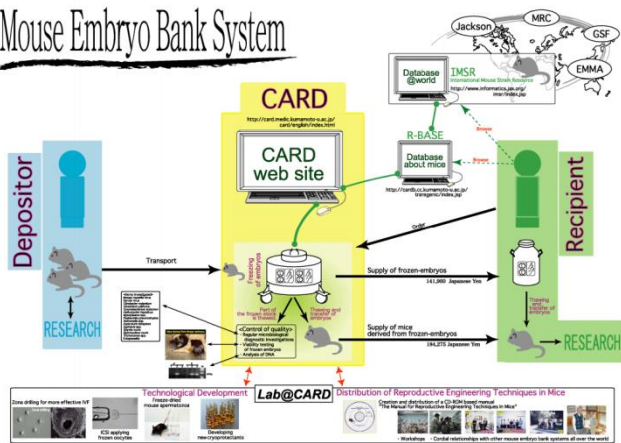 Mouse Embryo Bank System
Jackson
MRC
GSF
EMMA
Database
@world
IMSR
International Mouse Strain Resource
http://www.informatics.jax.org/
imsr/index.jsp
CARD
http://card.medic.kumamoto-u.ac.jp/
card/english/index.html
CARD
web site
R-BASE
Database
about mice
http://cardb.cc.kumamoto-u.ac.jp/
transgenic/index.jsp
Browse
Browse
Depositor
Recipient
order
Transport
Freezing
of embryos
Supply of frozen-embryos
141,900 Japanese Yen
Part of
the frozen stock
is thawed
Thawing and
transfer of embryos
Thawing and
transfer of
embryos
<Control of quality>
- Regular microbiological
diagnostic investigations
- Viability testing
of frozen embryos
- Analysis of DNA
Supply of mice
derived from frozen-embryos
194,275 Japanese Yen
RESEARCH
RESEARCH
Technological Development
Lab@CARD
Distribution of Reproductive Engineering Techniques in Mice
Zona drilling for more effective IVF
ICSI applying
frozen oocytes
Freeze-dried
mouse spermatozoa
Developing
new cryoprotectants
Creation and distribution of a CD-ROM based manual
"The Manual for Reproductive Engineering Techniques in Mice"
- Workshops
- Cordial relationships with other mouse embryo bank systems all over the world